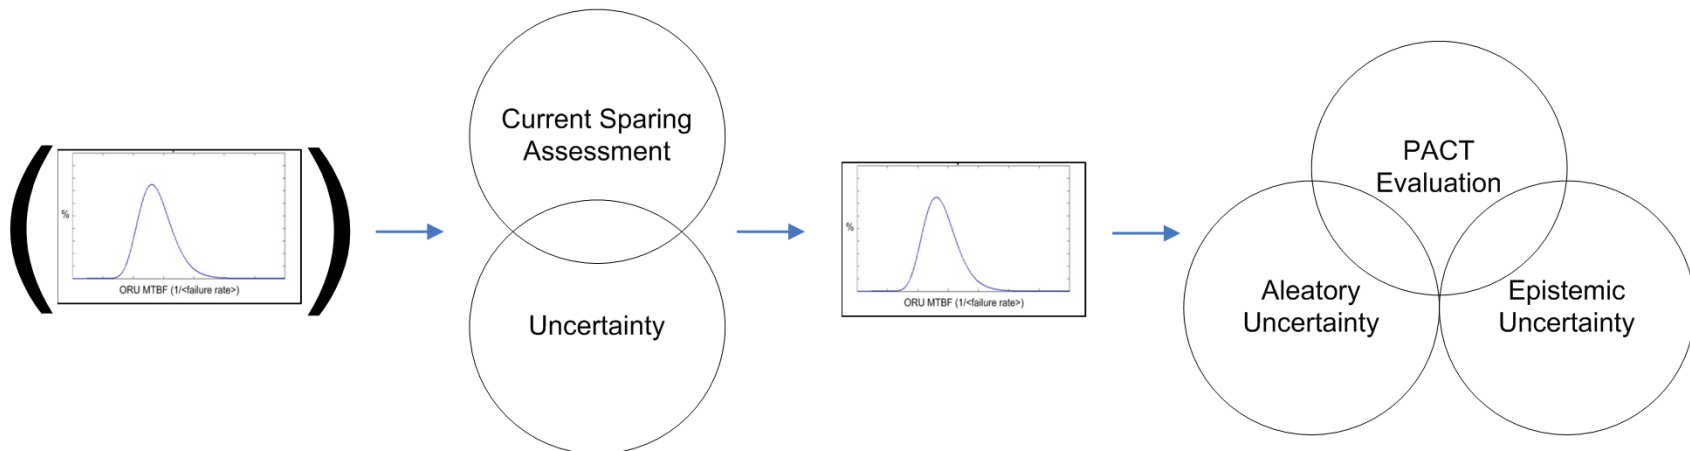 %
ORU MTBF (1/<failure rate>)
Current Sparing
Assessment
Uncertainty
%
ORU MTBF (1/<failure rate>)
PACT
Evaluation
Aleatory
Uncertainty
Epistemic
Uncertainty